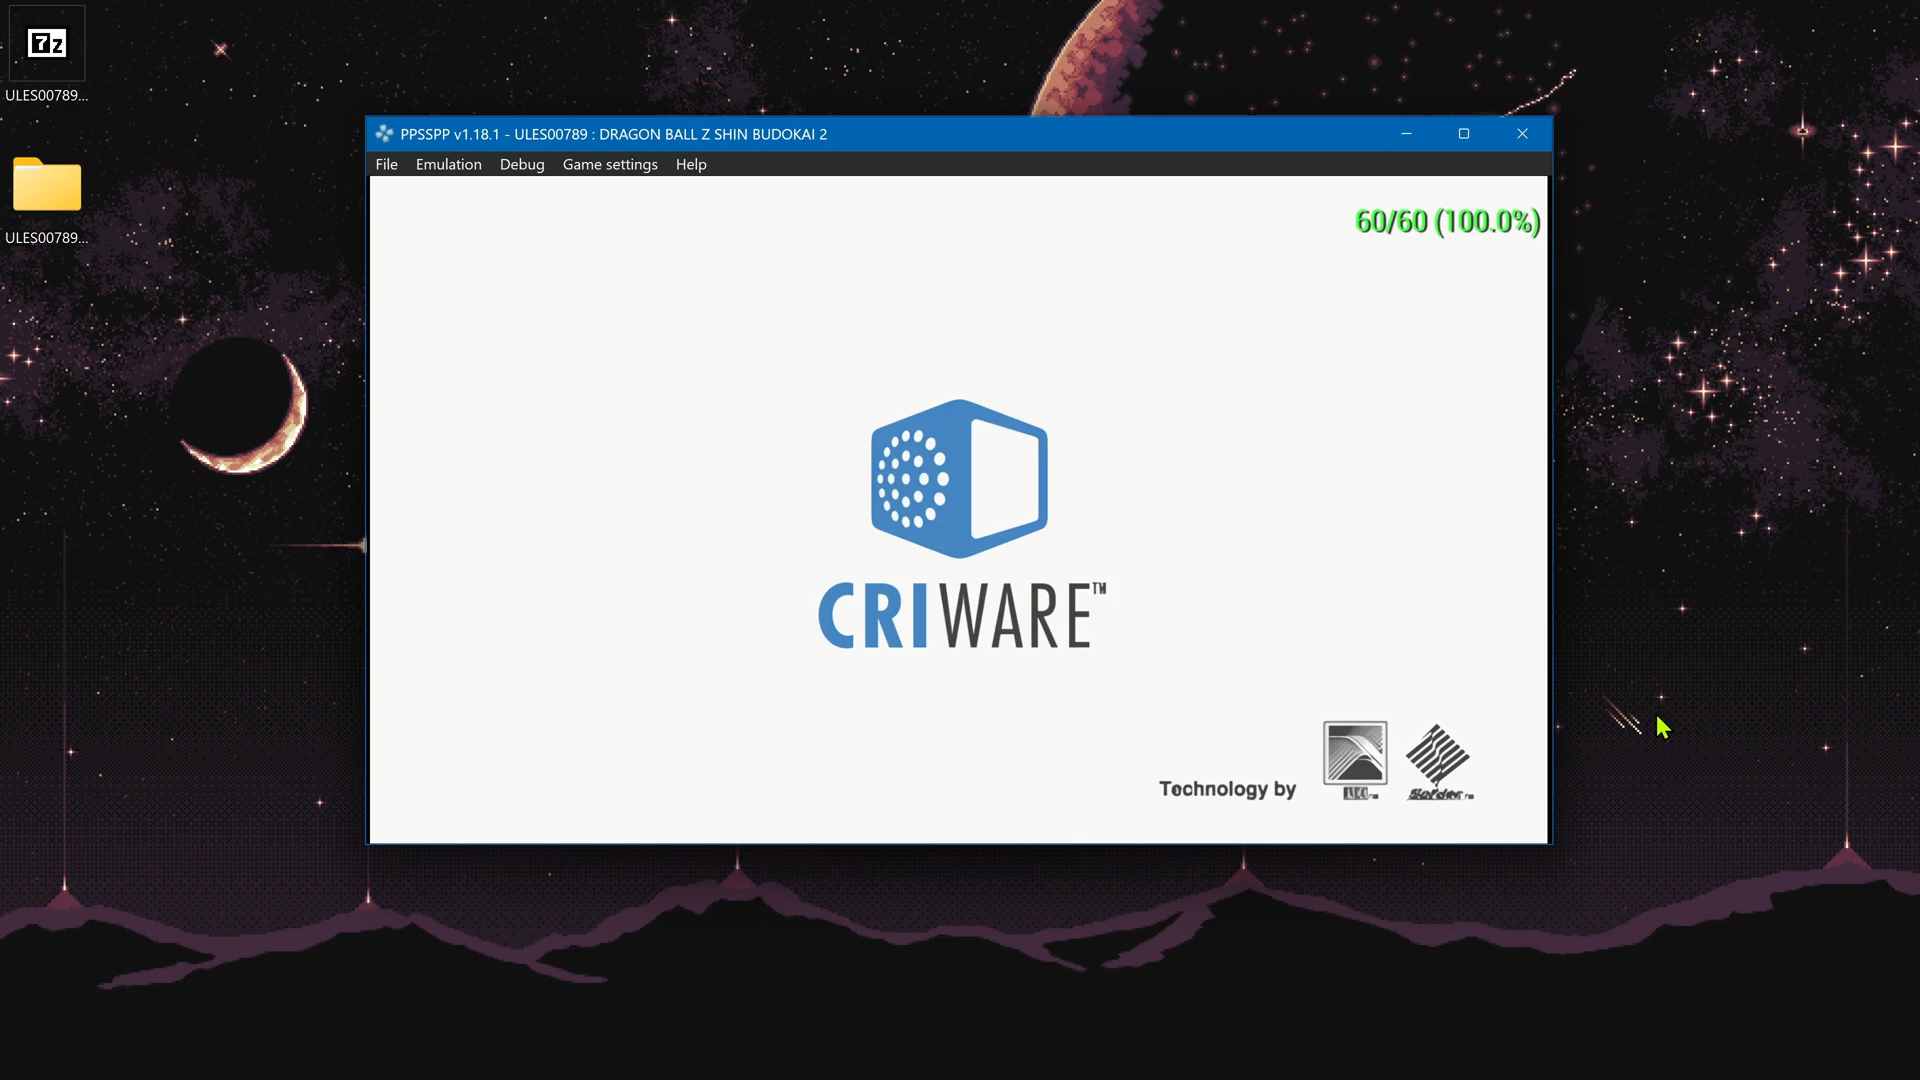 7z
ULES00789...
ULES00789...
PPSSPP v1.18.1 - ULES00789 : DRAGON BALL Z SHIN BUDOKAI 2
File Emulation Debug Game settings Help
60/60 (100.0%)
CRIWARE™
Technology by